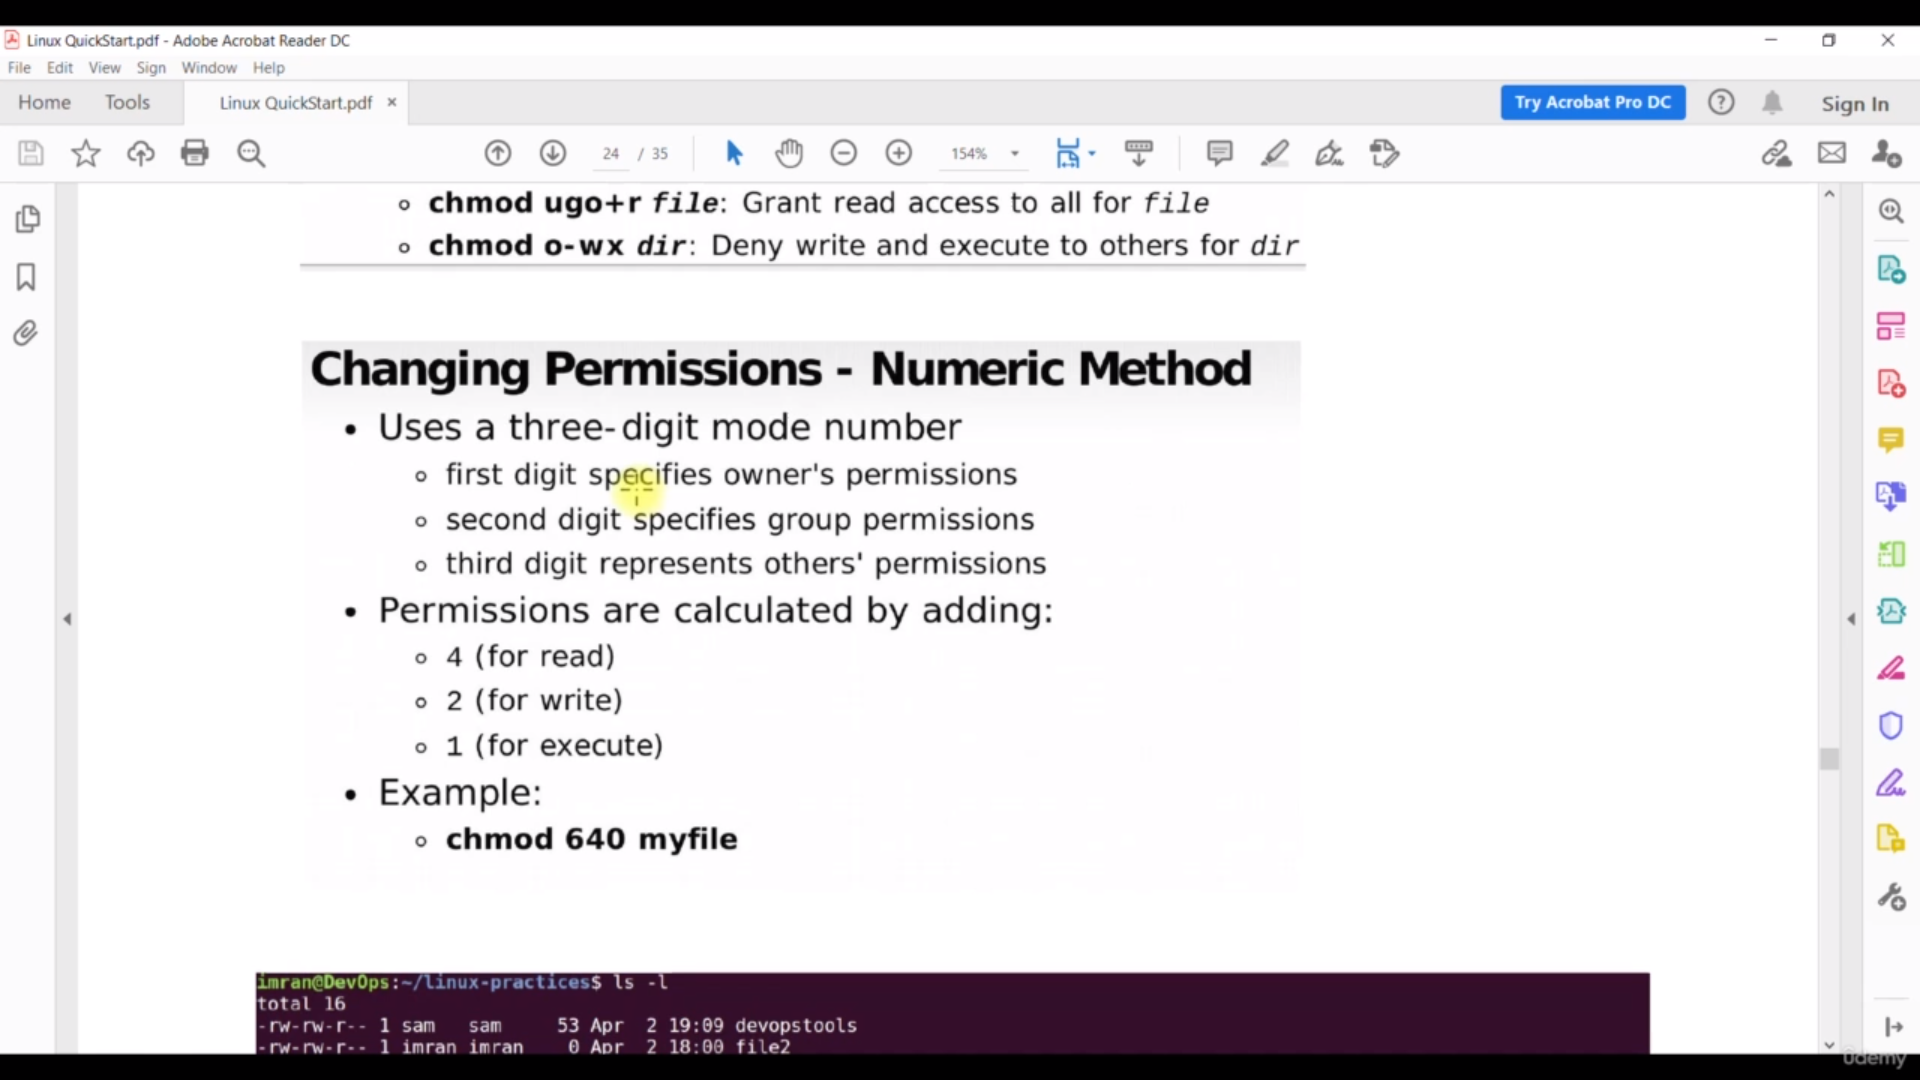 Linux QuickStart.pdf - Adobe Acrobat Reader DC
File Edit View Sign Window Help
Home Tools Linux QuickStart.pdf × Try Acrobat Pro DC Sign In
24 / 35 154%
chmod ugo+r file: Grant read access to all for file
chmod o-wx dir: Deny write and execute to others for dir
Changing Permissions - Numeric Method
Uses a three-digit mode number
first digit specifies owner's permissions
second digit specifies group permissions
third digit represents others' permissions
Permissions are calculated by adding:
4 (for read)
2 (for write)
1 (for execute)
Example:
chmod 640 myfile
imran@DevOps:~/linux-practices$ ls -l
total 16
-rw-rw-r-- 1 sam sam 53 Apr 2 19:09 devopstools
-rw-rw-r-- 1 imran imran 0 Apr 2 18:00 file2
ûdemy